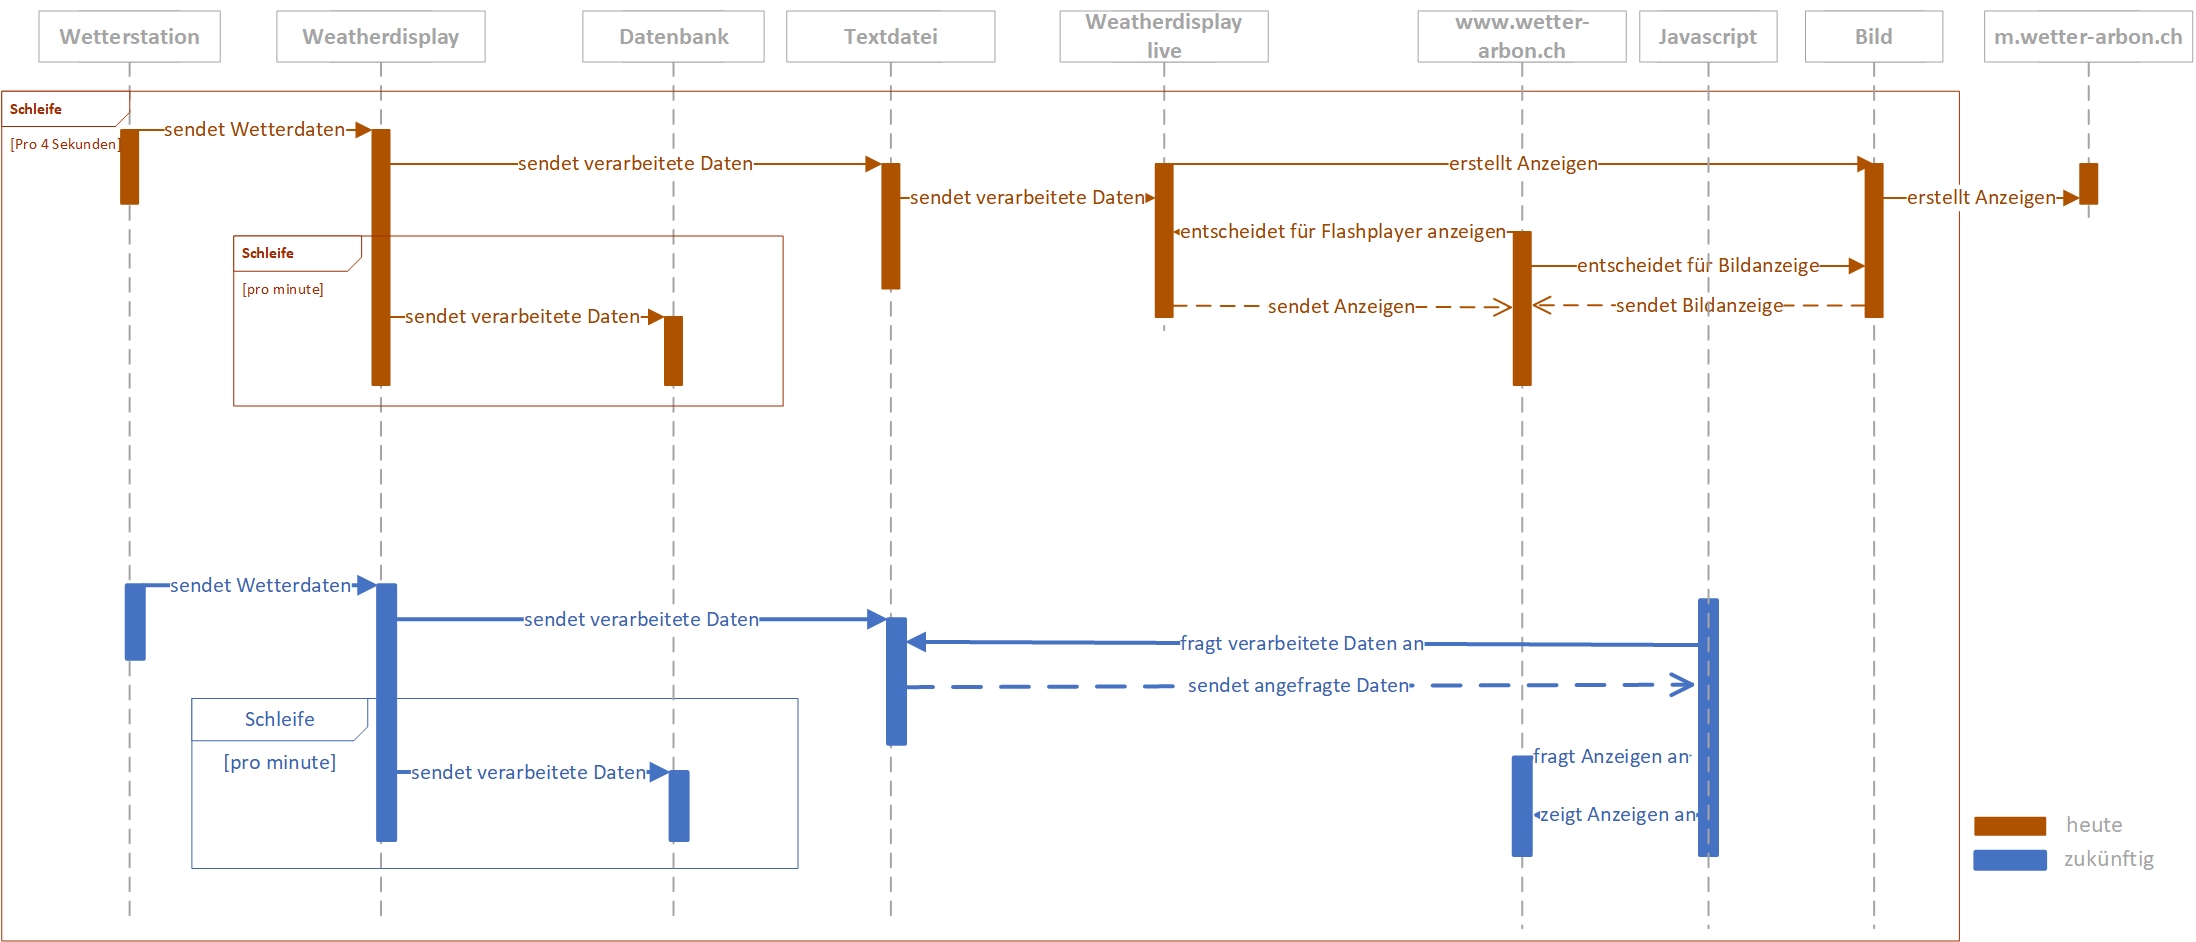 Wetterstation
Weatherdisplay
Datenbank
Textdatei
Weatherdisplay
live
www.wetter-
arbon.ch
Javascript
Bild
m.wetter-arbon.ch
Schleife
[Pro 4 Sekunden]
sendet Wetterdaten
sendet verarbeitete Daten
erstellt Anzeigen
sendet verarbeitete Daten
erstellt Anzeigen
entscheidet für Flashplayer anzeigen
Schleife
entscheidet für Bildanzeige
[pro minute]
sendet Anzeigen
sendet Bildanzeige
sendet verarbeitete Daten
sendet Wetterdaten
sendet verarbeitete Daten
fragt verarbeitete Daten an
sendet angefragte Daten
Schleife
[pro minute]
fragt Anzeigen an
sendet verarbeitete Daten
zeigt Anzeigen an
heute
zukünftig